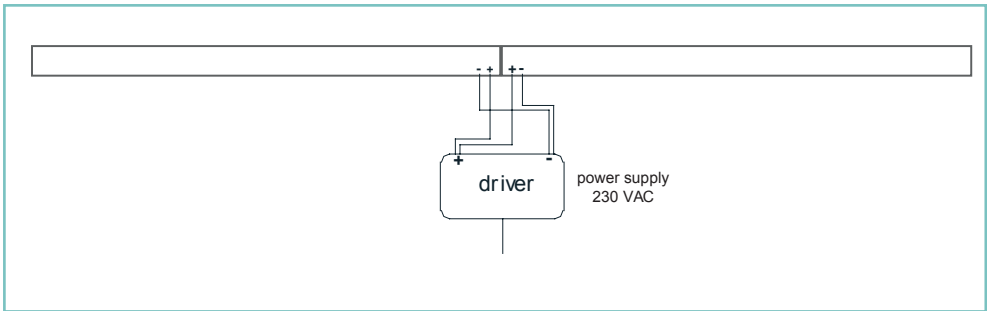 - + + -
+ -
driver
power supply
230 VAC